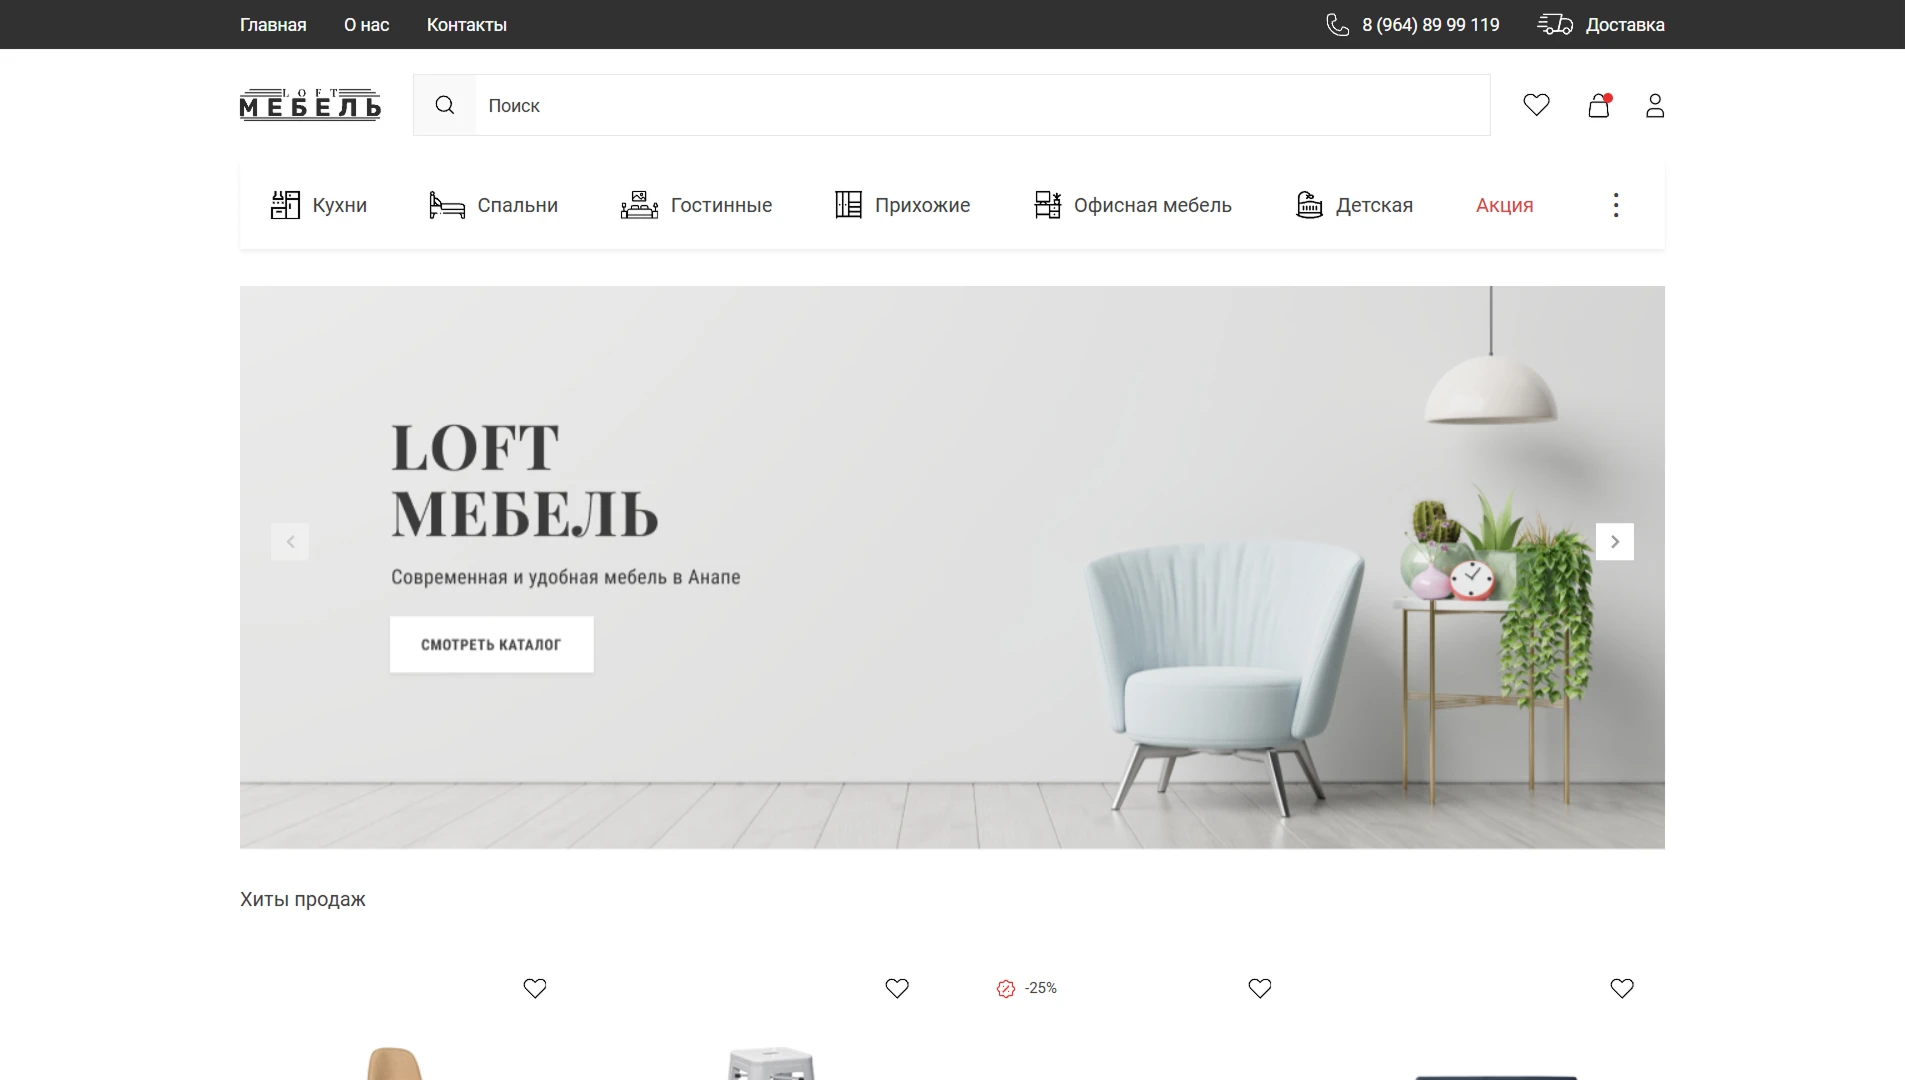 Главная О нас Контакты 8 (964) 89 99 119 Доставка
LOFT
МЕБЕЛЬ
Поиск
Кухни Спальни Гостинные Прихожие Офисная мебель Детская Акция
LOFT
МЕБЕЛЬ
Современная и удобная мебель в Анапе
СМОТРЕТЬ КАТАЛОГ
Хиты продаж
-25%